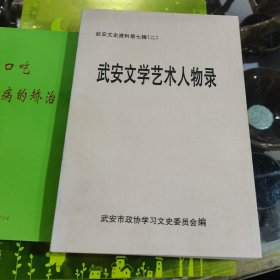 口吃
病的矫治
04
武安文史资料第七辑(二)
武安文学艺术人物录
武安市政协学习文史委员会编